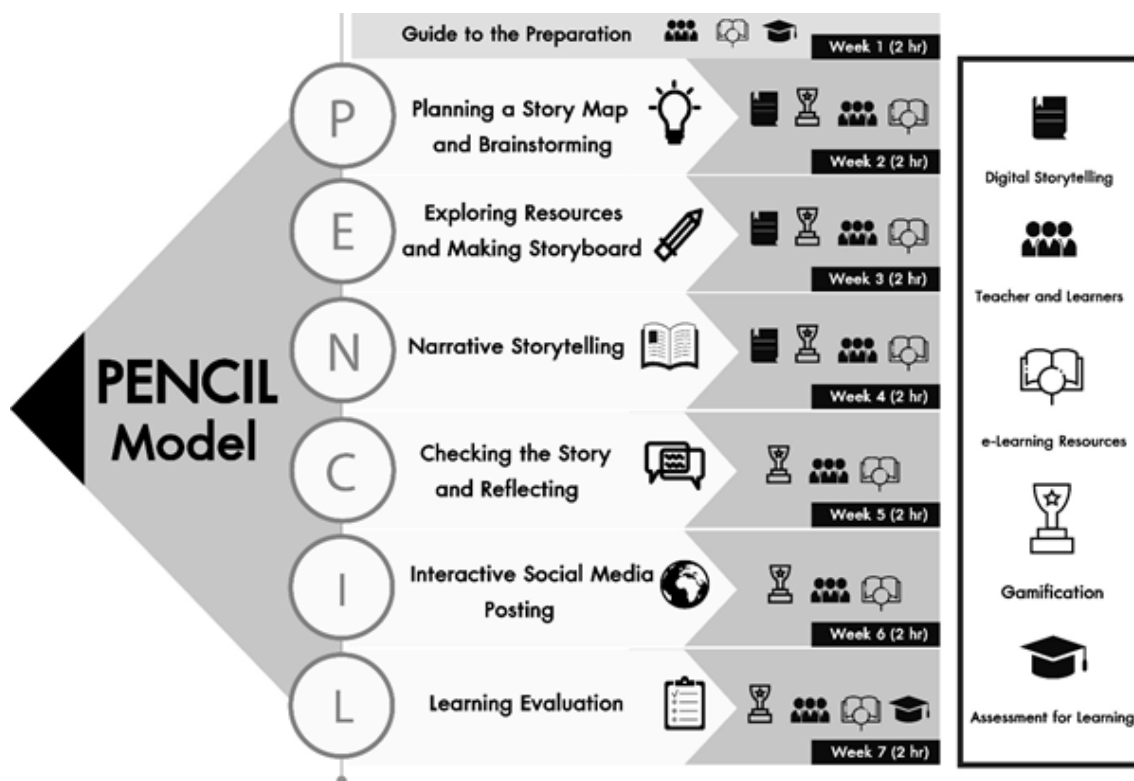 Guide to the Preparation
Week 1 (2 hr)
P
Planning a Story Map
and Brainstorming
Week 2 (2 hr)
E
Exploring Resources
and Making Storyboard
Week 3 (2 hr)
N
Narrative Storytelling
Week 4 (2 hr)
PENCIL
Model
C
Checking the Story
and Reflecting
Week 5 (2 hr)
I
Interactive Social Media
Posting
Week 6 (2 hr)
L
Learning Evaluation
Week 7 (2 hr)
Digital Storytelling
Teacher and Learners
e-Learning Resources
Gamification
Assessment for Learning